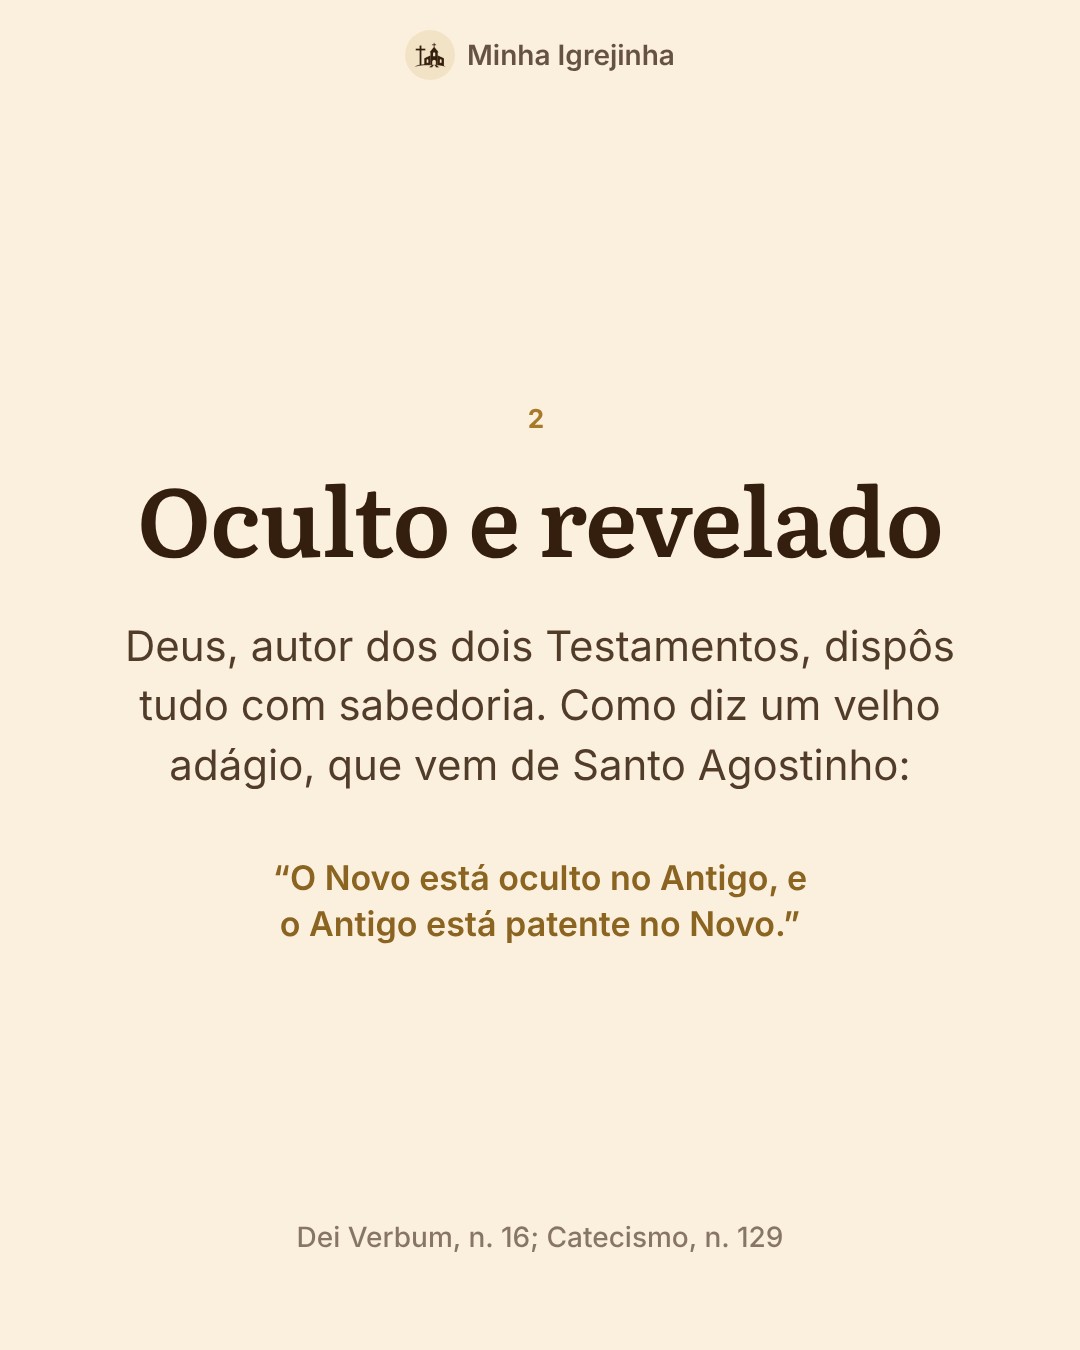 Minha Igrejinha
2
Oculto e revelado
Deus, autor dos dois Testamentos, dispôs
tudo com sabedoria. Como diz um velho
adágio, que vem de Santo Agostinho:
“O Novo está oculto no Antigo, e
o Antigo está patente no Novo.”
Dei Verbum, n. 16; Catecismo, n. 129